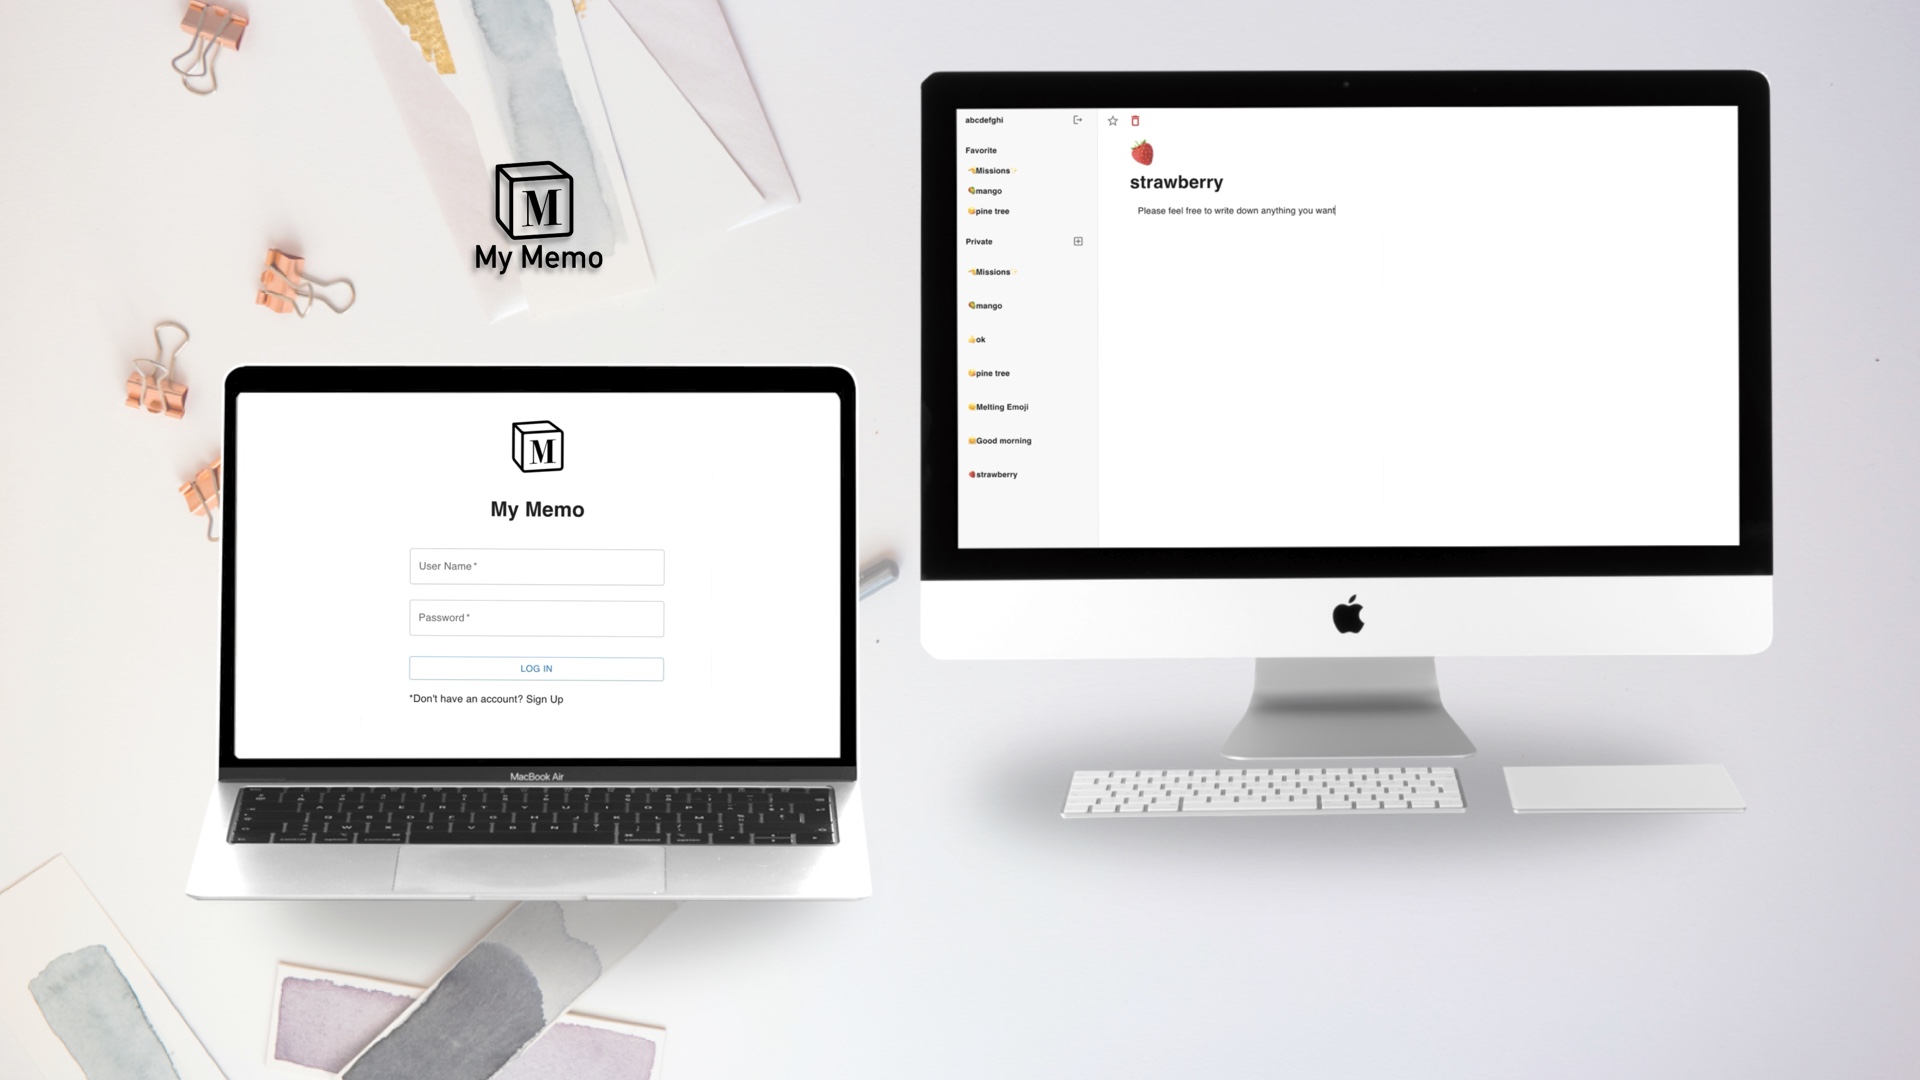 M
My Memo
M
My Memo
User Name *
Password *
LOG IN
*Don't have an account? Sign Up
MacBook Air
abcdefghi
Favorite
Missions
mango
pine tree
Private
Missions
mango
ok
pine tree
Melting Emoji
Good morning
strawberry
strawberry
Please feel free to write down anything you want